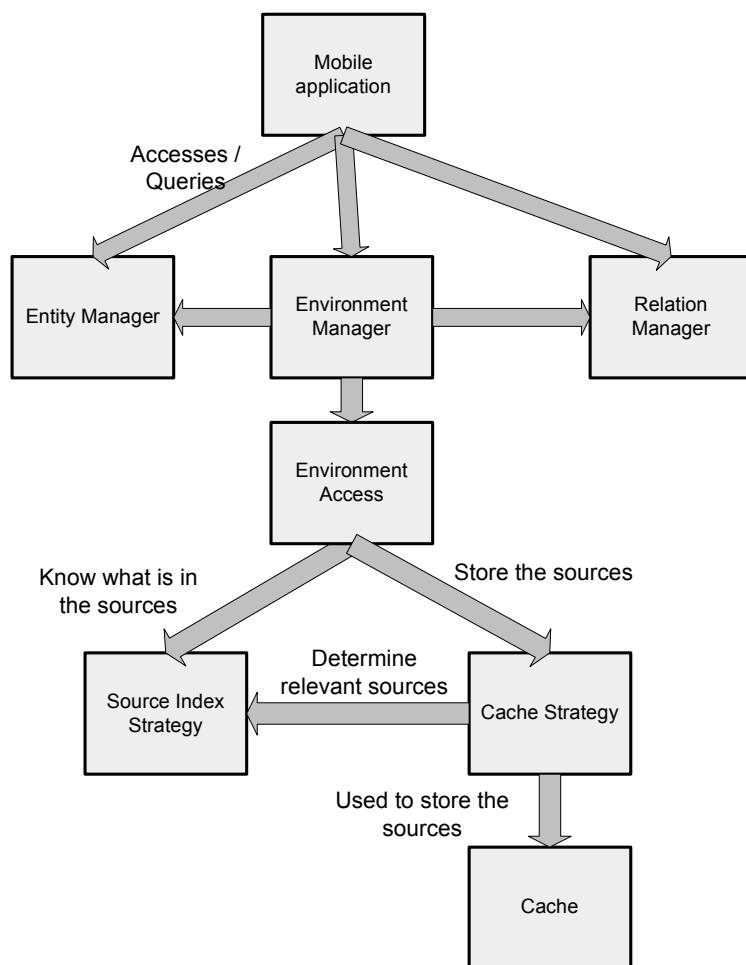 Mobile
application
Accesses /
Queries
Entity Manager
Environment
Manager
Relation
Manager
Environment
Access
Know what is in
the sources
Store the sources
Determine
relevant sources
Source Index
Strategy
Cache Strategy
Used to store the
sources
Cache